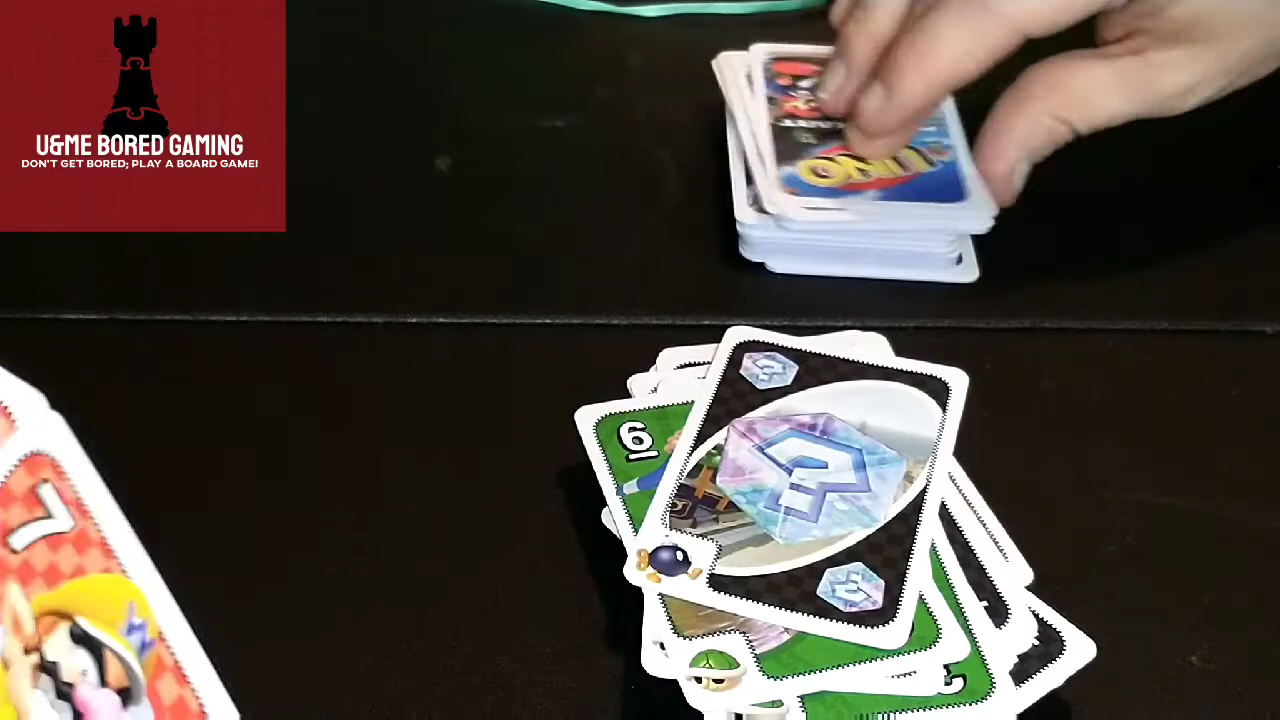 U&ME BORED GAMING
DON'T GET BORED; PLAY A BOARD GAME!
UNO
6
?
7